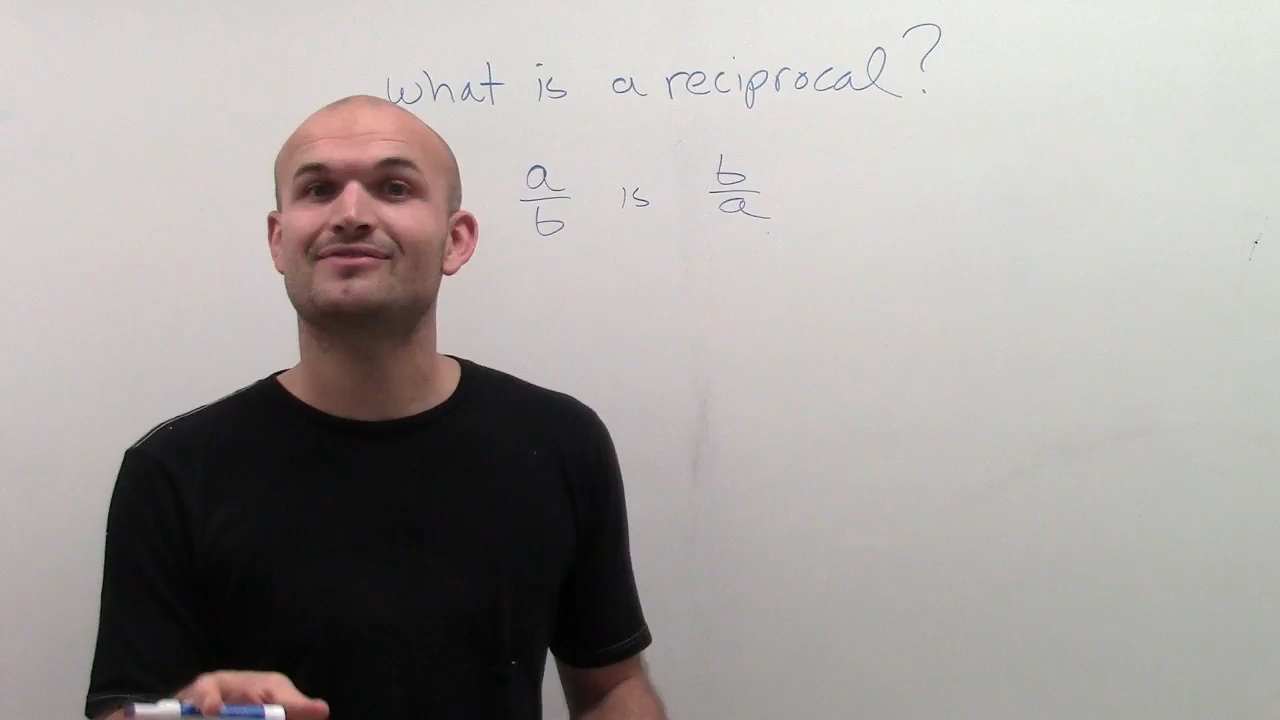 what is a reciprocal?
a/b is b/a